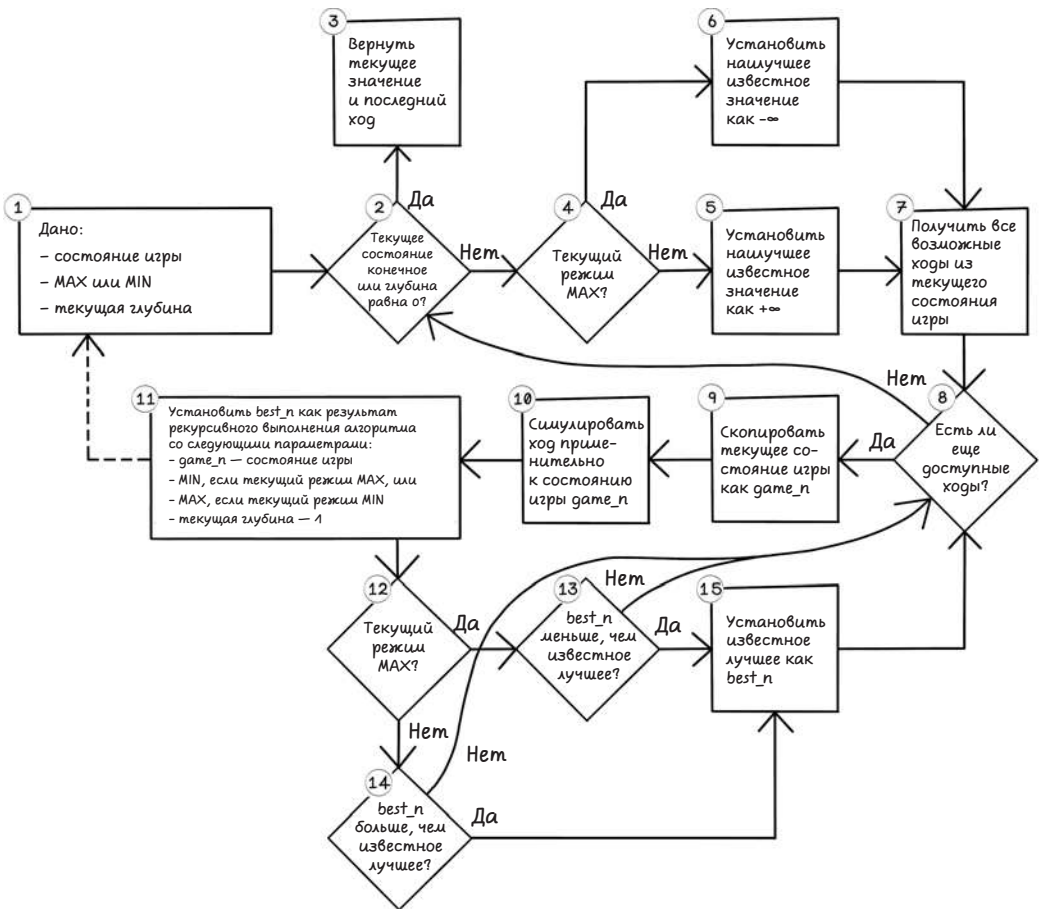 3
Вернуть
текущее
значение
и последний
ход
6
Установить
наилучшее
известное
значение
как -∞
1
Дано:
– состояние игры
– MAX или MIN
– текущая глубина
2
Да
Текущее
состояние
конечное
или глубина
равна 0?
Нет
4
Да
Текущий
режим
MAX?
Нет
5
Установить
наилучшее
известное
значение
как +∞
7
Получить все
возможные
ходы из
текущего
состояния
игры
11
Установить best_n как результат
рекурсивного выполнения алгоритма
со следующими параметрами:
- game_n — состояние игры
- MIN, если текущий режим MAX, или
- MAX, если текущий режим MIN
- текущая глубина — 1
10
Симулировать
ход приме-
нительно
к состоянию
игры game_n
9
Скопировать
текущее со-
стояние игры
как game_n
Да
Нет
8
Есть ли
еще
доступные
ходы?
12
Текущий
режим
MAX?
Да
Нет
13
Нет
best_n
меньше, чем
известное
лучшее?
Да
15
Установить
известное
лучшее как
best_n
14
Нет
best_n
больше, чем
известное
лучшее?
Да